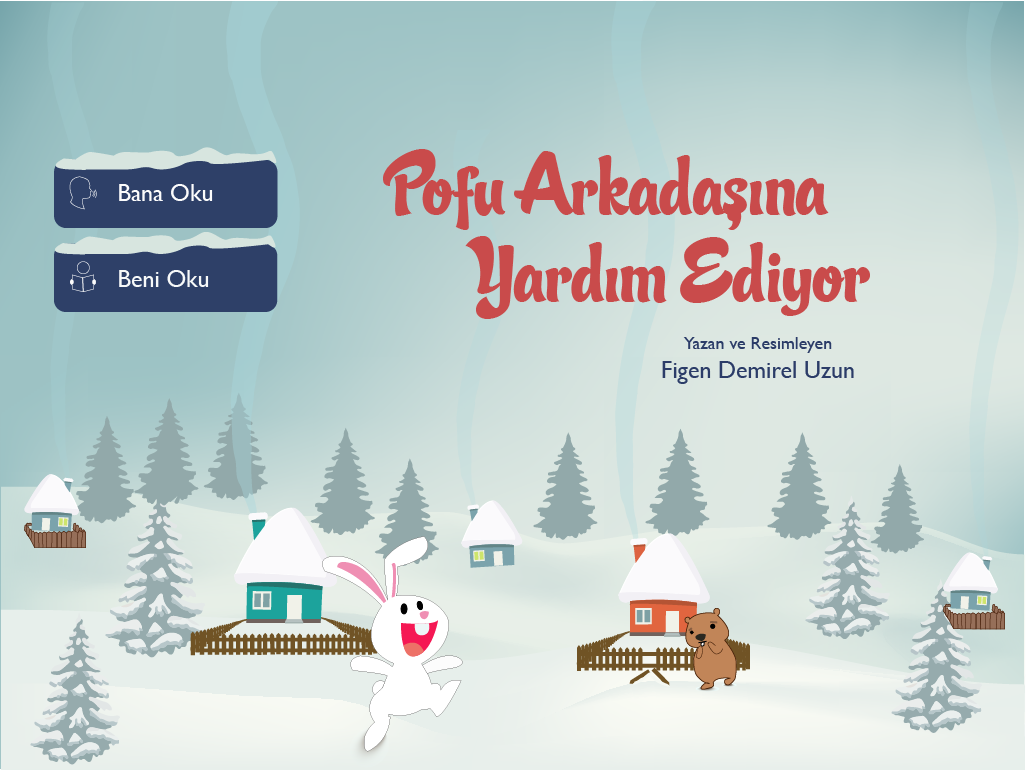 Bana Oku
Beni Oku
Pofu Arkadaşına
Yardım Ediyor
Yazan ve Resimleyen
Figen Demirel Uzun